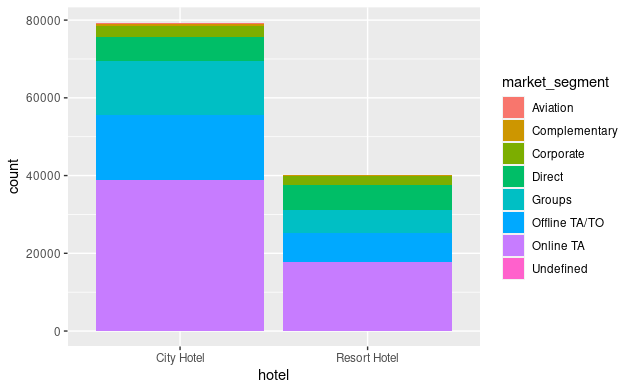 80000
60000
40000
20000
0
count
City Hotel
Resort Hotel
hotel
market_segment
Aviation
Complementary
Corporate
Direct
Groups
Offline TA/TO
Online TA
Undefined